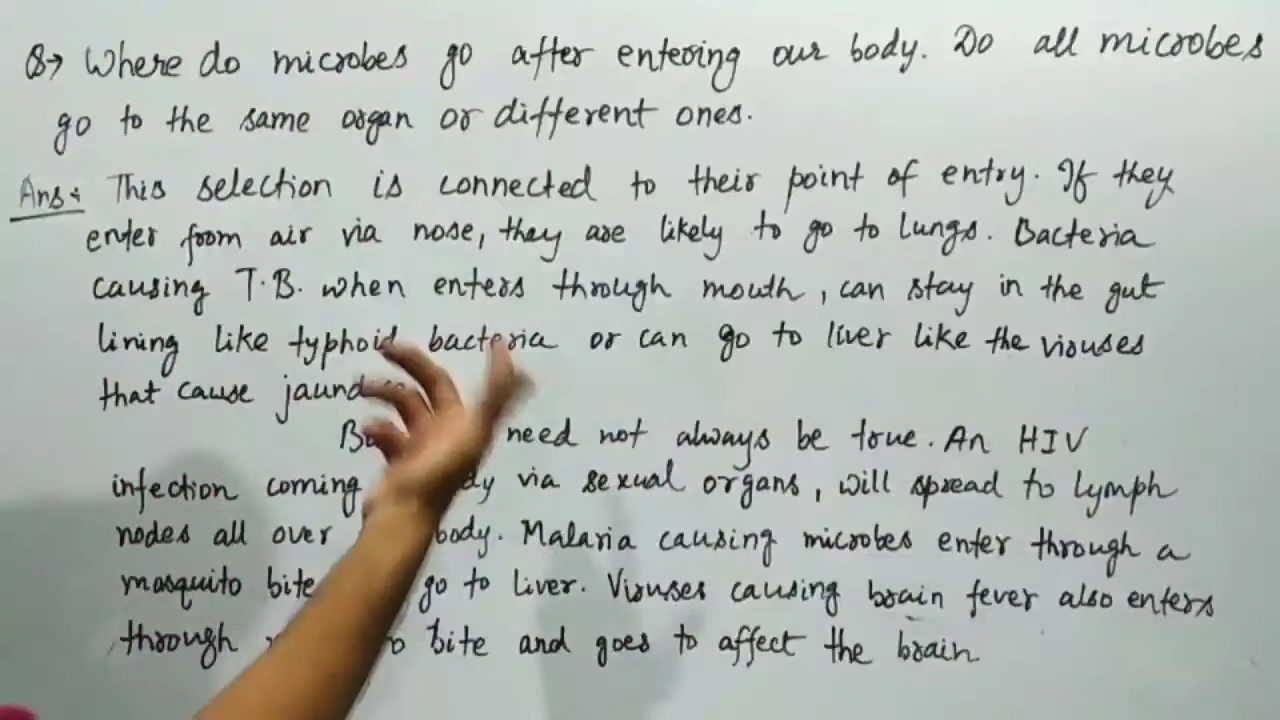 Q→ Where do microbes go after entering our body. Do all microbes
go to the same organ or different ones.
Ans: This selection is connected to their point of entry. If they
enter from air via nose, they are likely to go to lungs. Bacteria
causing T.B. when enters through mouth, can stay in the gut
lining like typhoid bacteria or can go to liver like the viruses
that cause
need not always be true. An HIV
infection coming via sexual organs, will spread to lymph
nodes all over body. Malaria causing microbes enter through a
mosquito bite go to liver. Viruses causing brain fever also enters
through bite and goes to affect the brain